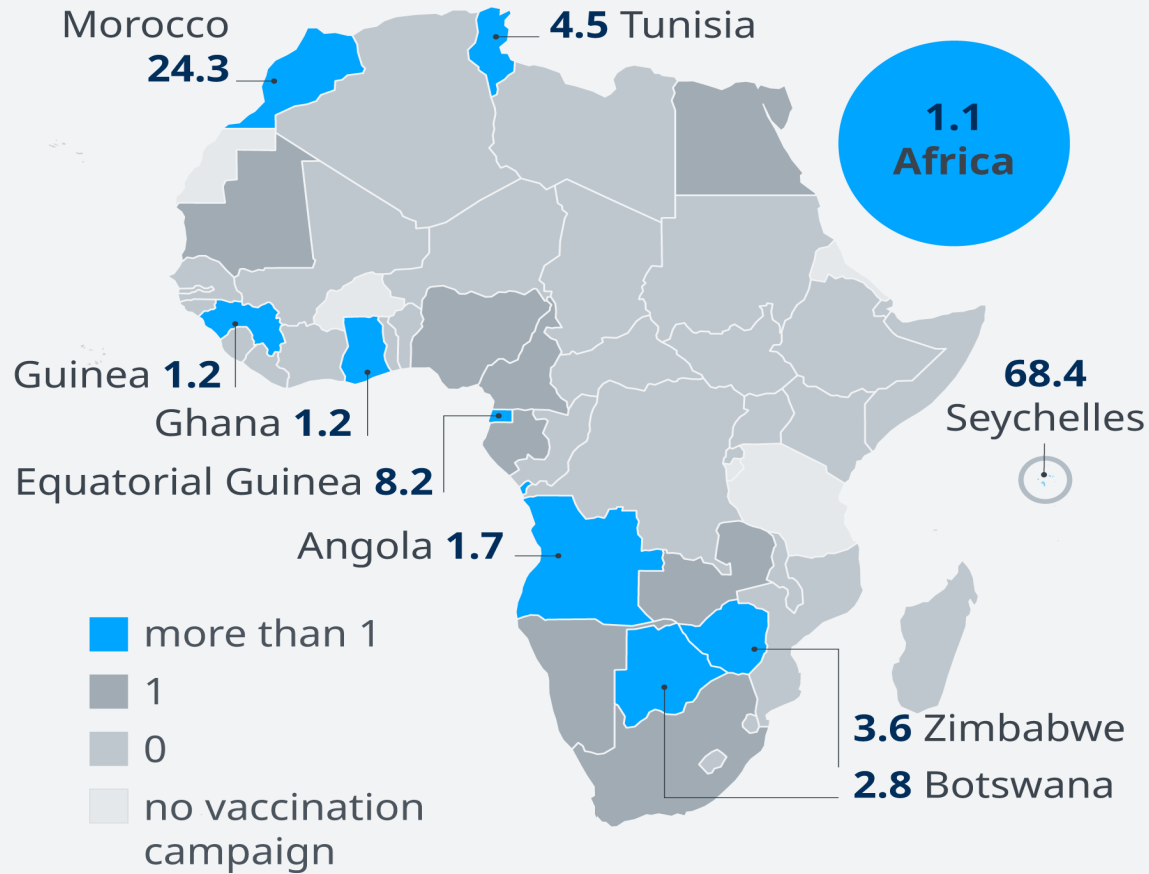 Morocco
24.3
4.5 Tunisia
1.1
Africa
Guinea 1.2
Ghana 1.2
Equatorial Guinea 8.2
Angola 1.7
68.4
Seychelles
more than 1
1
0
no vaccination
campaign
3.6 Zimbabwe
2.8 Botswana